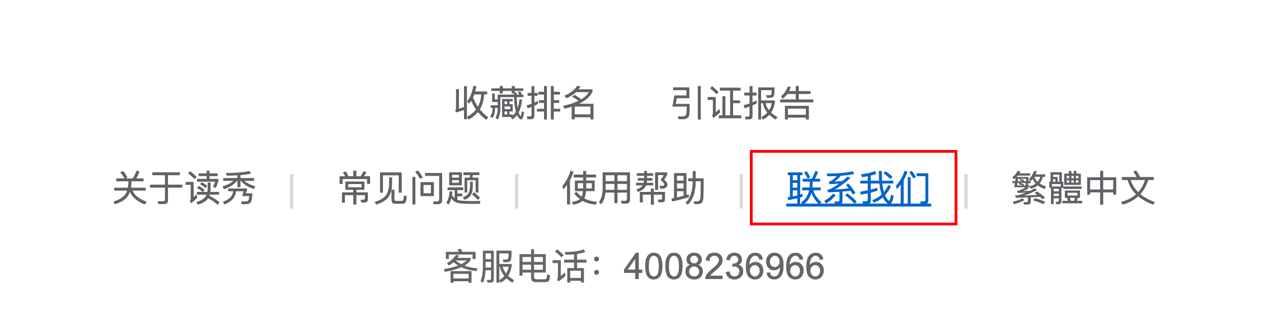 收藏排名 引证报告
关于读秀 | 常见问题 | 使用帮助 | 联系我们 | 繁體中文
客服电话：4008236966